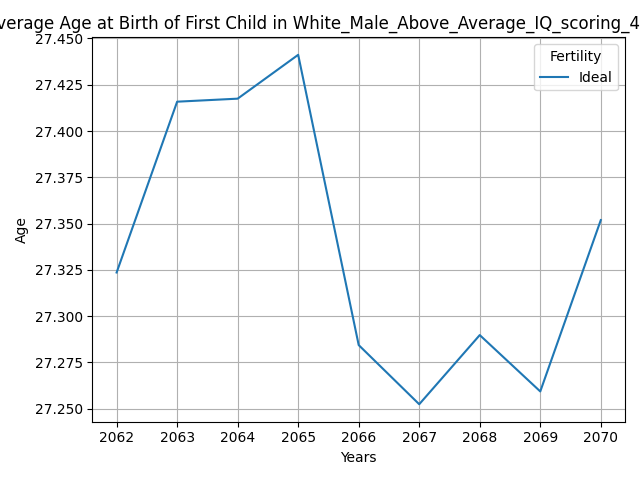 verage Age at Birth of First Child in White_Male_Above_Average_IQ_scoring_4
Fertility
Ideal
27.450
27.425
27.400
27.375
27.350
27.325
27.300
27.275
27.250
Age
2062 2063 2064 2065 2066 2067 2068 2069 2070
Years